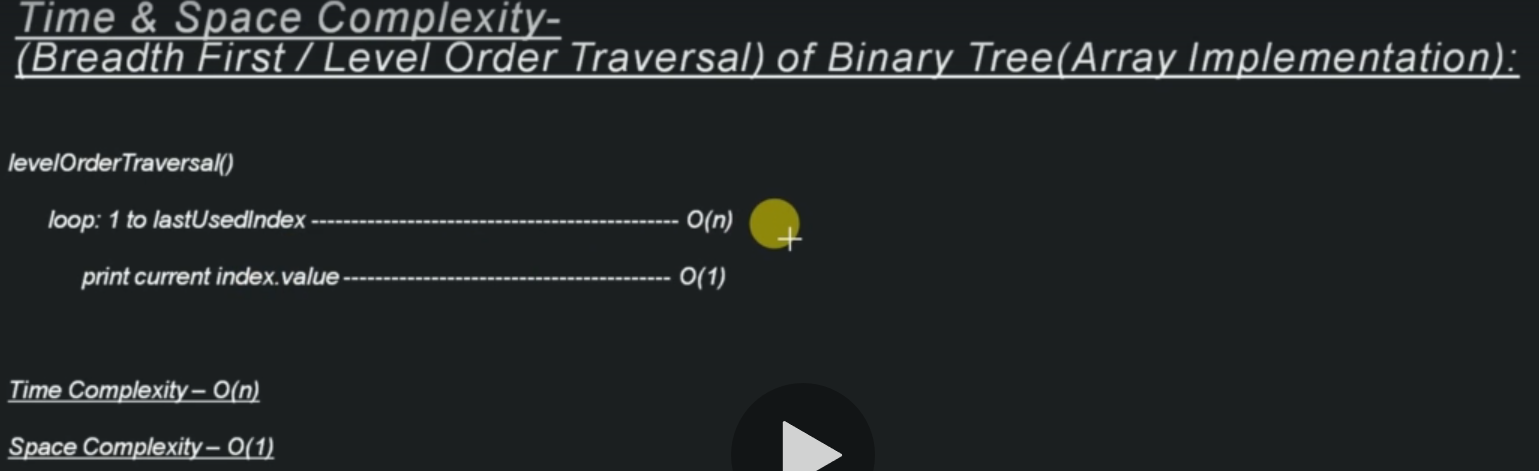 Time & Space Complexity-
(Breadth First / Level Order Traversal) of Binary Tree(Array Implementation):
levelOrderTraversal()
loop: 1 to lastUsedIndex ---------------------------------------------- O(n)
print current index.value ----------------------------------------- O(1)
Time Complexity – O(n)
Space Complexity – O(1)